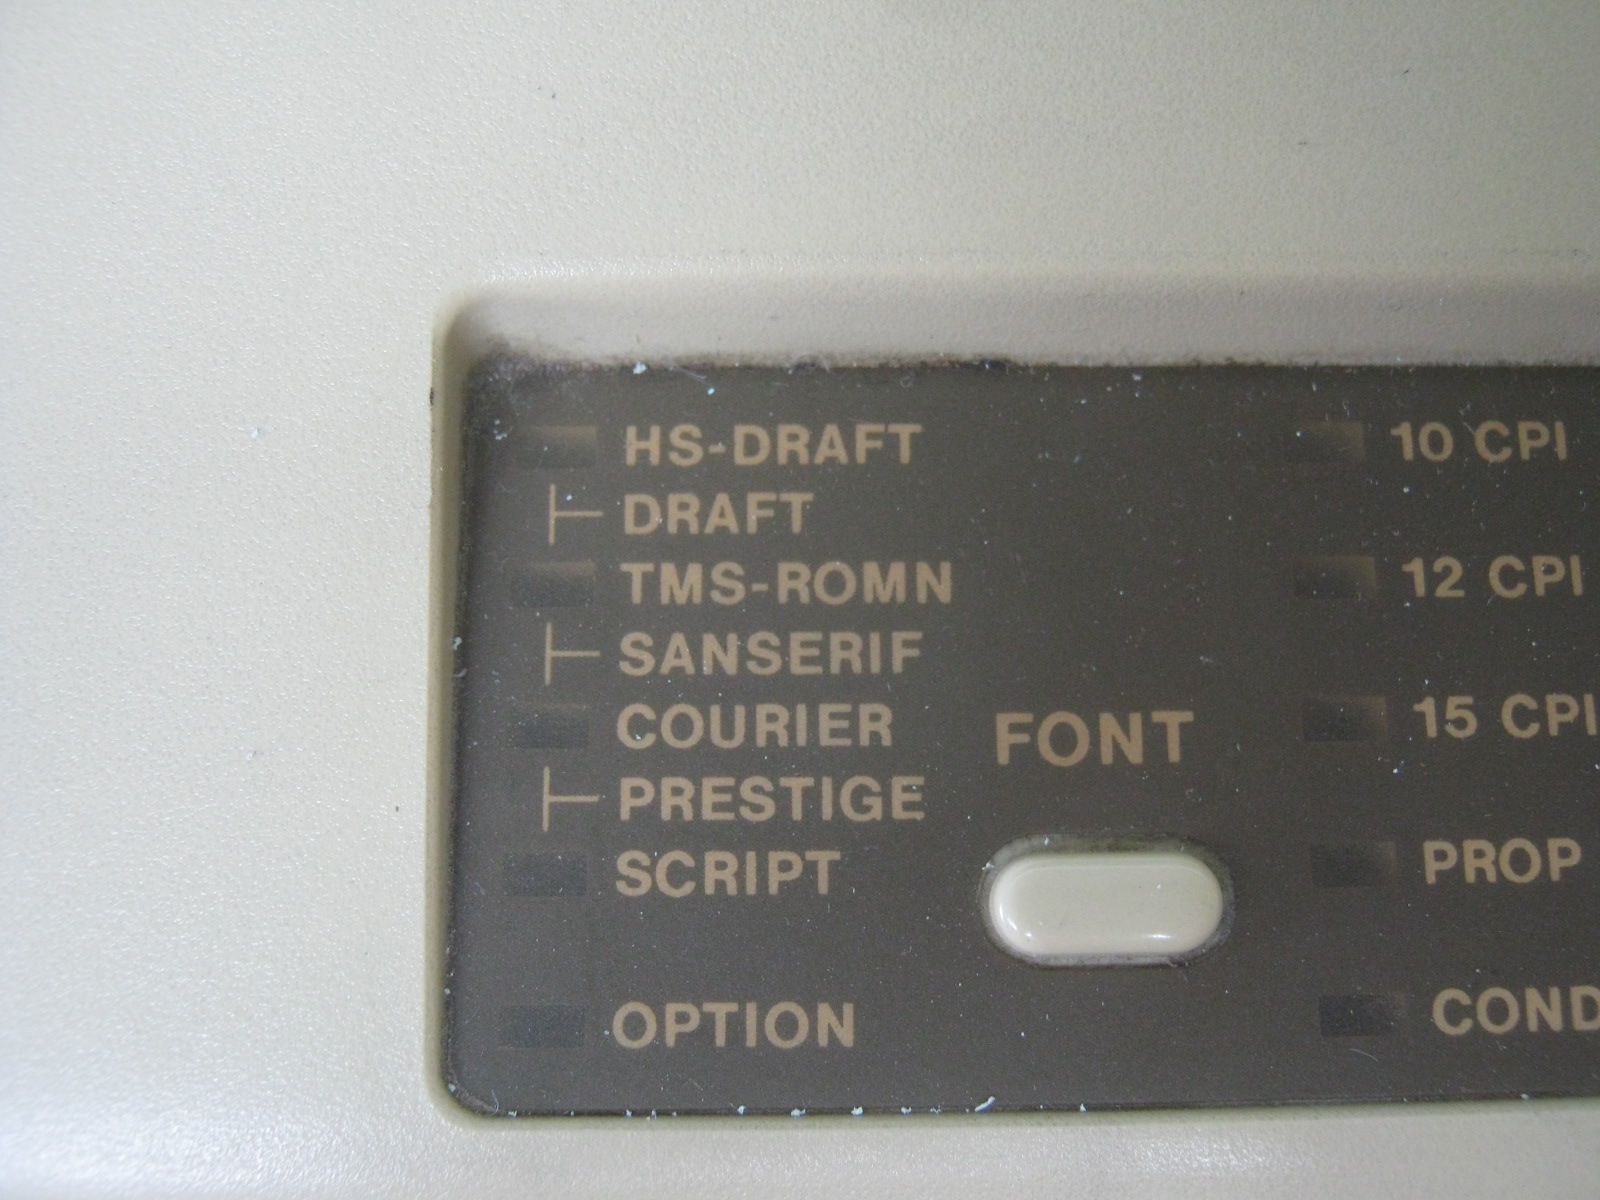 HS-DRAFT
DRAFT
TMS-ROMN
SANSERIF
COURIER
PRESTIGE
SCRIPT
OPTION
FONT
10 CPI
12 CPI
15 CPI
PROP
COND